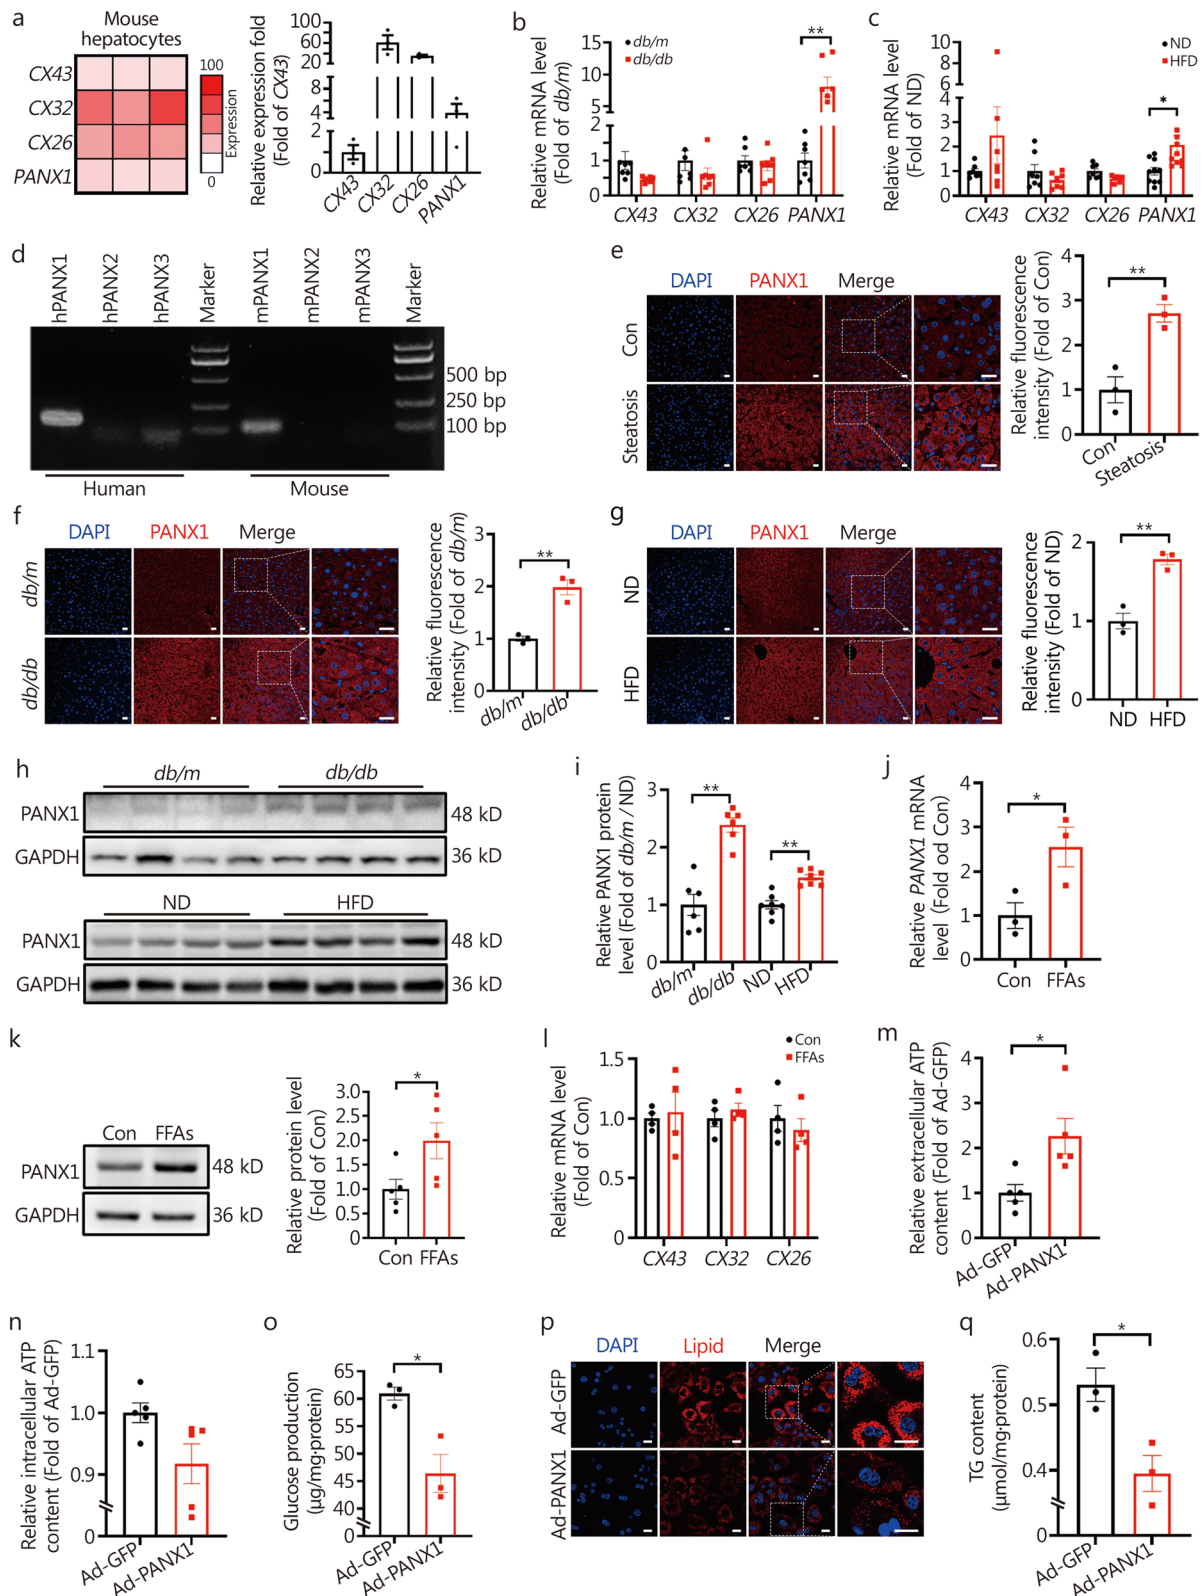 a
Mouse
hepatocytes
CX43
CX32
CX26
PANX1
100
Expression
0
Relative expression fold
(Fold of CX43)
100
80
60
40
20
8
4
2
0
CX43
CX32
CX26
PANX1
b
Relative mRNA level
(Fold of db/m)
db/m
db/db
**
15
10
5
2
1
0
CX43 CX32 CX26 PANX1
c
Relative mRNA level
(Fold of ND)
ND
HFD
*
10
8
6
4
4
3
2
1
0
CX43 CX32 CX26 PANX1
d
hPANX1
hPANX2
hPANX3
Marker
mPANX1
mPANX2
mPANX3
Marker
500 bp
250 bp
100 bp
Human Mouse
e
DAPI PANX1 Merge
Con
Steatosis
Relative fluorescence
intensity (Fold of Con)
**
4
3
2
1
0
Con
Steatosis
f
DAPI PANX1 Merge
db/m
db/db
Relative fluorescence
intensity (Fold of db/m)
**
3
2
1
0
db/m
db/db
g
DAPI PANX1 Merge
ND
HFD
Relative fluorescence
intensity (Fold of ND)
**
2
1
0
ND HFD
h
db/m db/db
PANX1 48 kD
GAPDH 36 kD
ND HFD
PANX1 48 kD
GAPDH 36 kD
i
Relative PANX1 protein
level (Fold of db/m / ND)
**
**
3
2
1
0
db/m
db/db
ND
HFD
j
Relative PANX1 mRNA
level (Fold od Con)
*
4
3
2
1
0
Con FFAs
k
Con FFAs
PANX1 48 kD
GAPDH 36 kD
Relative protein level
(Fold of Con)
*
3.0
2.5
2.0
1.5
1.0
0.5
0
Con FFAs
l
Relative mRNA level
(Fold of Con)
Con
FFAs
1.5
1.0
0.5
0
CX43 CX32 CX26
m
Relative extracellular ATP
content (Fold of Ad-GFP)
*
4
3
2
1
0
Ad-GFP
Ad-PANX1
n
Relative intracellular ATP
content (Fold of Ad-GFP)
1.1
1.0
0.9
0
Ad-GFP
Ad-PANX1
o
Glucose production
(μg/mg·protein)
*
65
60
55
50
45
40
0
Ad-GFP
Ad-PANX1
p
DAPI Lipid Merge
Ad-GFP
Ad-PANX1
q
TG content
(μmol/mg·protein)
*
0.6
0.5
0.4
0
Ad-GFP
Ad-PANX1